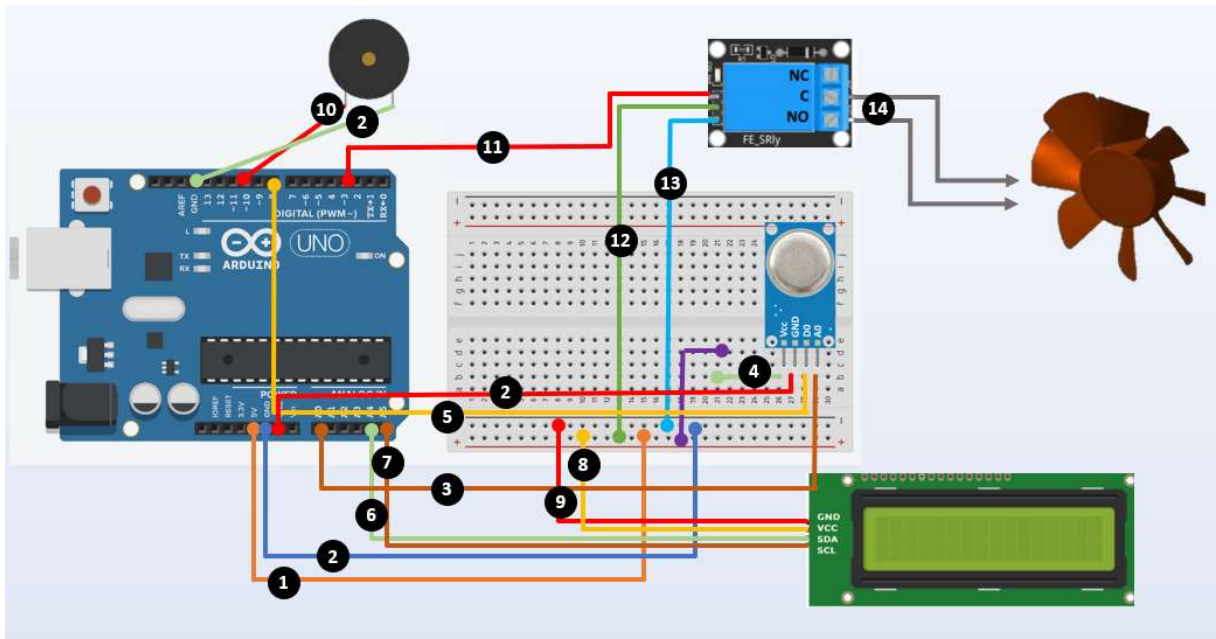 10
2
11
NC
C
NO
14
FE_SRly
R1
AREF
GND
13
12
~11
~10
~9
8
7
~6
~5
4
~3
2
TX→1
RX←0
DIGITAL (PWM~)
L
TX
RX
ARDUINO
UNO
ON
13
12
Vcc
GND
D0
A0
4
POWER
ANALOG IN
IOREF
RESET
3.3V
5V
GND
Vin
A0
A1
A2
A3
A4
A5
2
5
7
8
3
9
6
2
1
GND
VCC
SDA
SCL